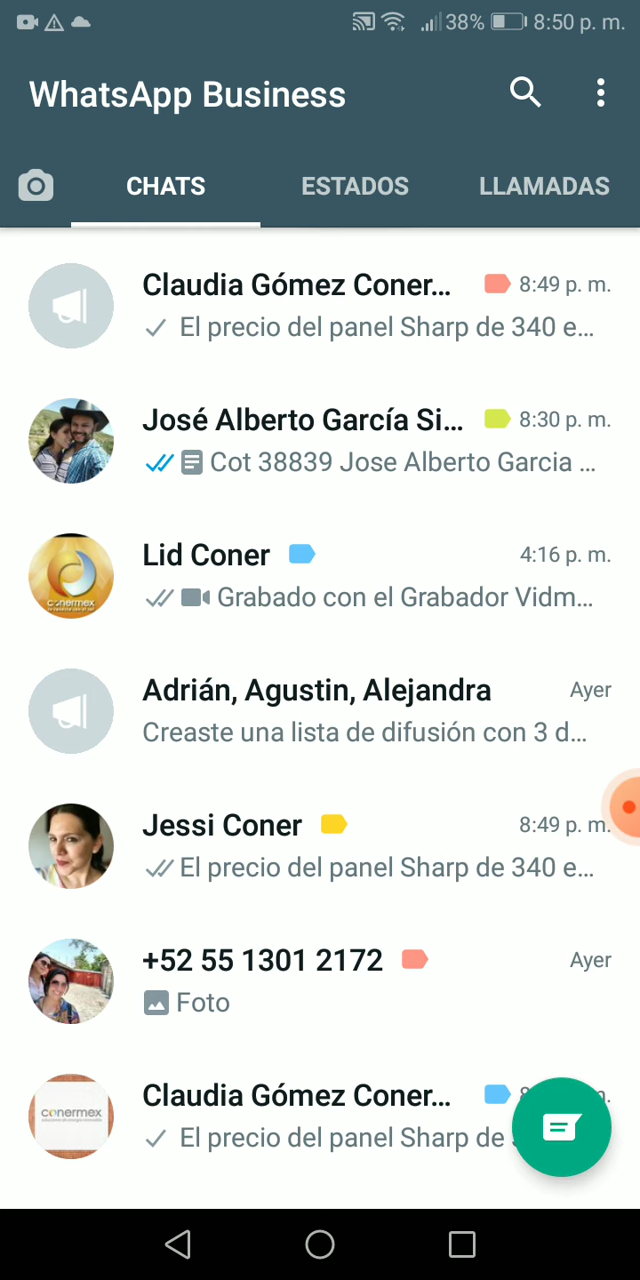 38% 8:50 p. m.
WhatsApp Business
CHATS ESTADOS LLAMADAS
Claudia Gómez Coner... 8:49 p. m.
El precio del panel Sharp de 340 e...
José Alberto García Si... 8:30 p. m.
Cot 38839 Jose Alberto Garcia ...
conermex
Lid Coner 4:16 p. m.
Grabado con el Grabador Vidm...
Adrián, Agustin, Alejandra Ayer
Creaste una lista de difusión con 3 d...
Jessi Coner 8:49 p. m.
El precio del panel Sharp de 340 e...
+52 55 1301 2172 Ayer
Foto
conermex
Claudia Gómez Coner...
El precio del panel Sharp de